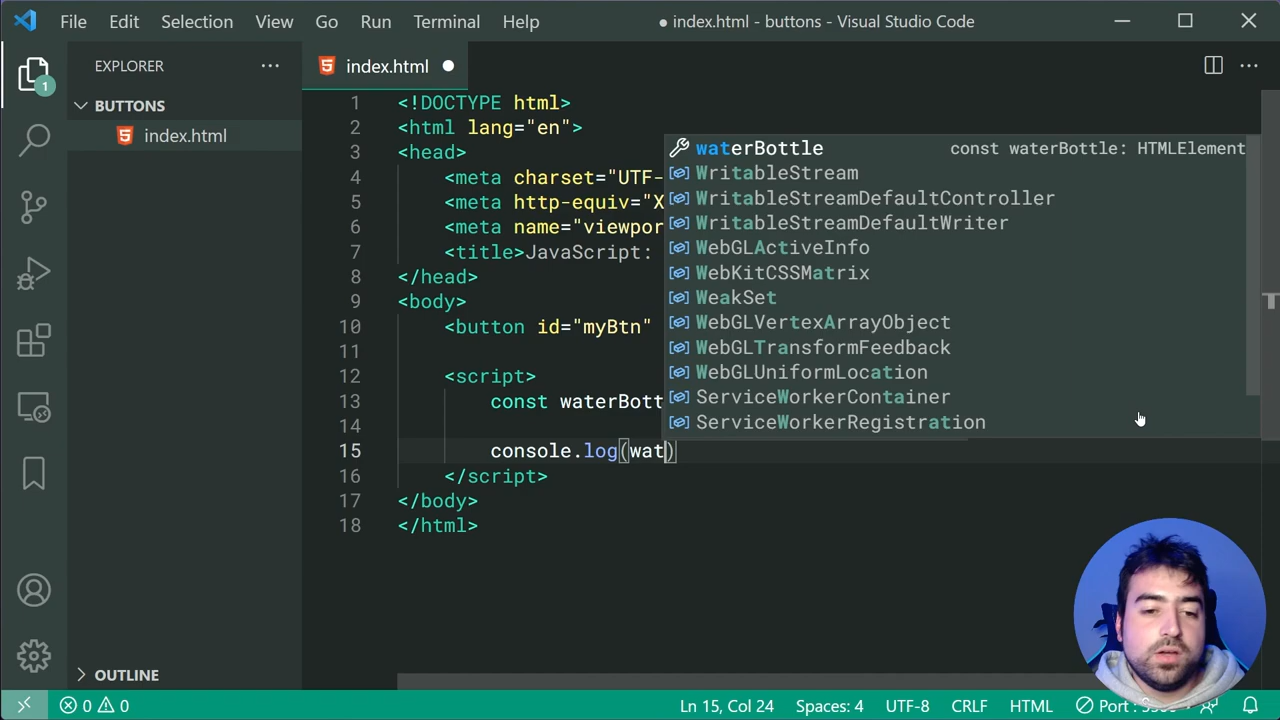 File Edit Selection View Go Run Terminal Help
● index.html - buttons - Visual Studio Code
EXPLORER
index.html
1
BUTTONS
index.html
1 <!DOCTYPE html>
2 <html lang="en">
3 <head>
4 <meta charset="UTF-
5 <meta http-equiv="X
6 <meta name="viewpor
7 <title>JavaScript:
8 </head>
9 <body>
10 <button id="myBtn"
11
12 <script>
13 const waterBott
14
15 console.log(wat)
16 </script>
17 </body>
18 </html>
waterBottle const waterBottle: HTMLElement
WritableStream
WritableStreamDefaultController
WritableStreamDefaultWriter
WebGLActiveInfo
WebKitCSSMatrix
WeakSet
WebGLVertexArrayObject
WebGLTransformFeedback
WebGLUniformLocation
ServiceWorkerContainer
ServiceWorkerRegistration
OUTLINE
0 0 Ln 15, Col 24 Spaces: 4 UTF-8 CRLF HTML Port :